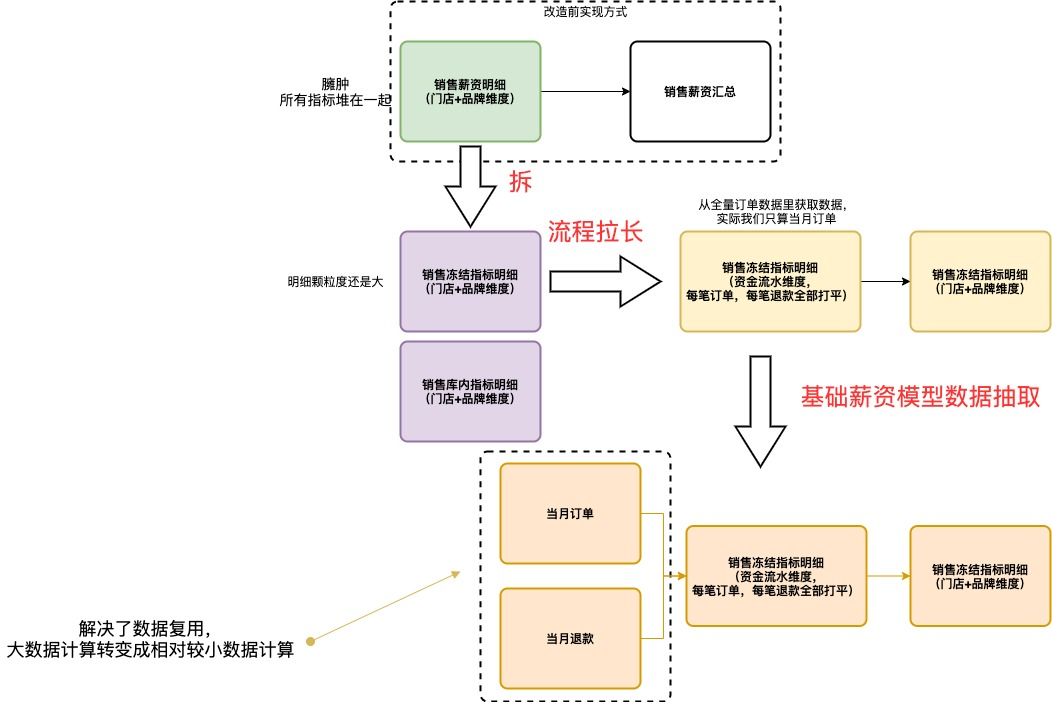 改造前实现方式
臃肿
所有指标堆在一起
销售薪资明细
（门店+品牌维度）
销售薪资汇总
拆
流程拉长
从全量订单数据里获取数据，
实际我们只算当月订单
明细颗粒度还是大
销售冻结指标明细
（门店+品牌维度）
销售冻结指标明细
（资金流水维度，
每笔订单，每笔退款全部打平）
销售冻结指标明细
（门店+品牌维度）
销售库内指标明细
（门店+品牌维度）
基础薪资模型数据抽取
当月订单
销售冻结指标明细
（资金流水维度，
每笔订单，每笔退款全部打平）
销售冻结指标明细
（门店+品牌维度）
当月退款
解决了数据复用，
大数据计算转变成相对较小数据计算